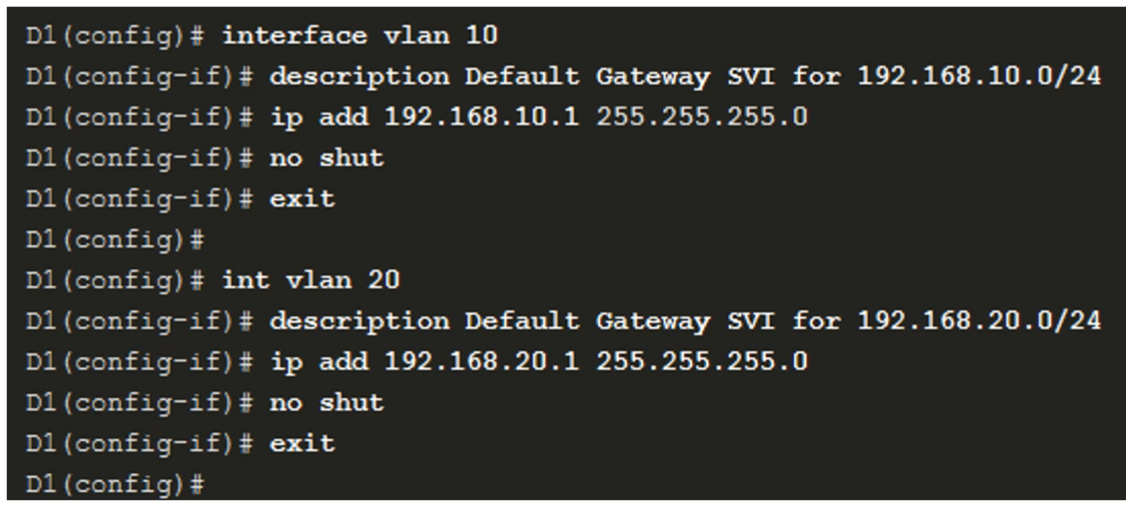 D1(config)# interface vlan 10
D1(config-if)# description Default Gateway SVI for 192.168.10.0/24
D1(config-if)# ip add 192.168.10.1 255.255.255.0
D1(config-if)# no shut
D1(config-if)# exit
D1(config)#
D1(config)# int vlan 20
D1(config-if)# description Default Gateway SVI for 192.168.20.0/24
D1(config-if)# ip add 192.168.20.1 255.255.255.0
D1(config-if)# no shut
D1(config-if)# exit
D1(config)#